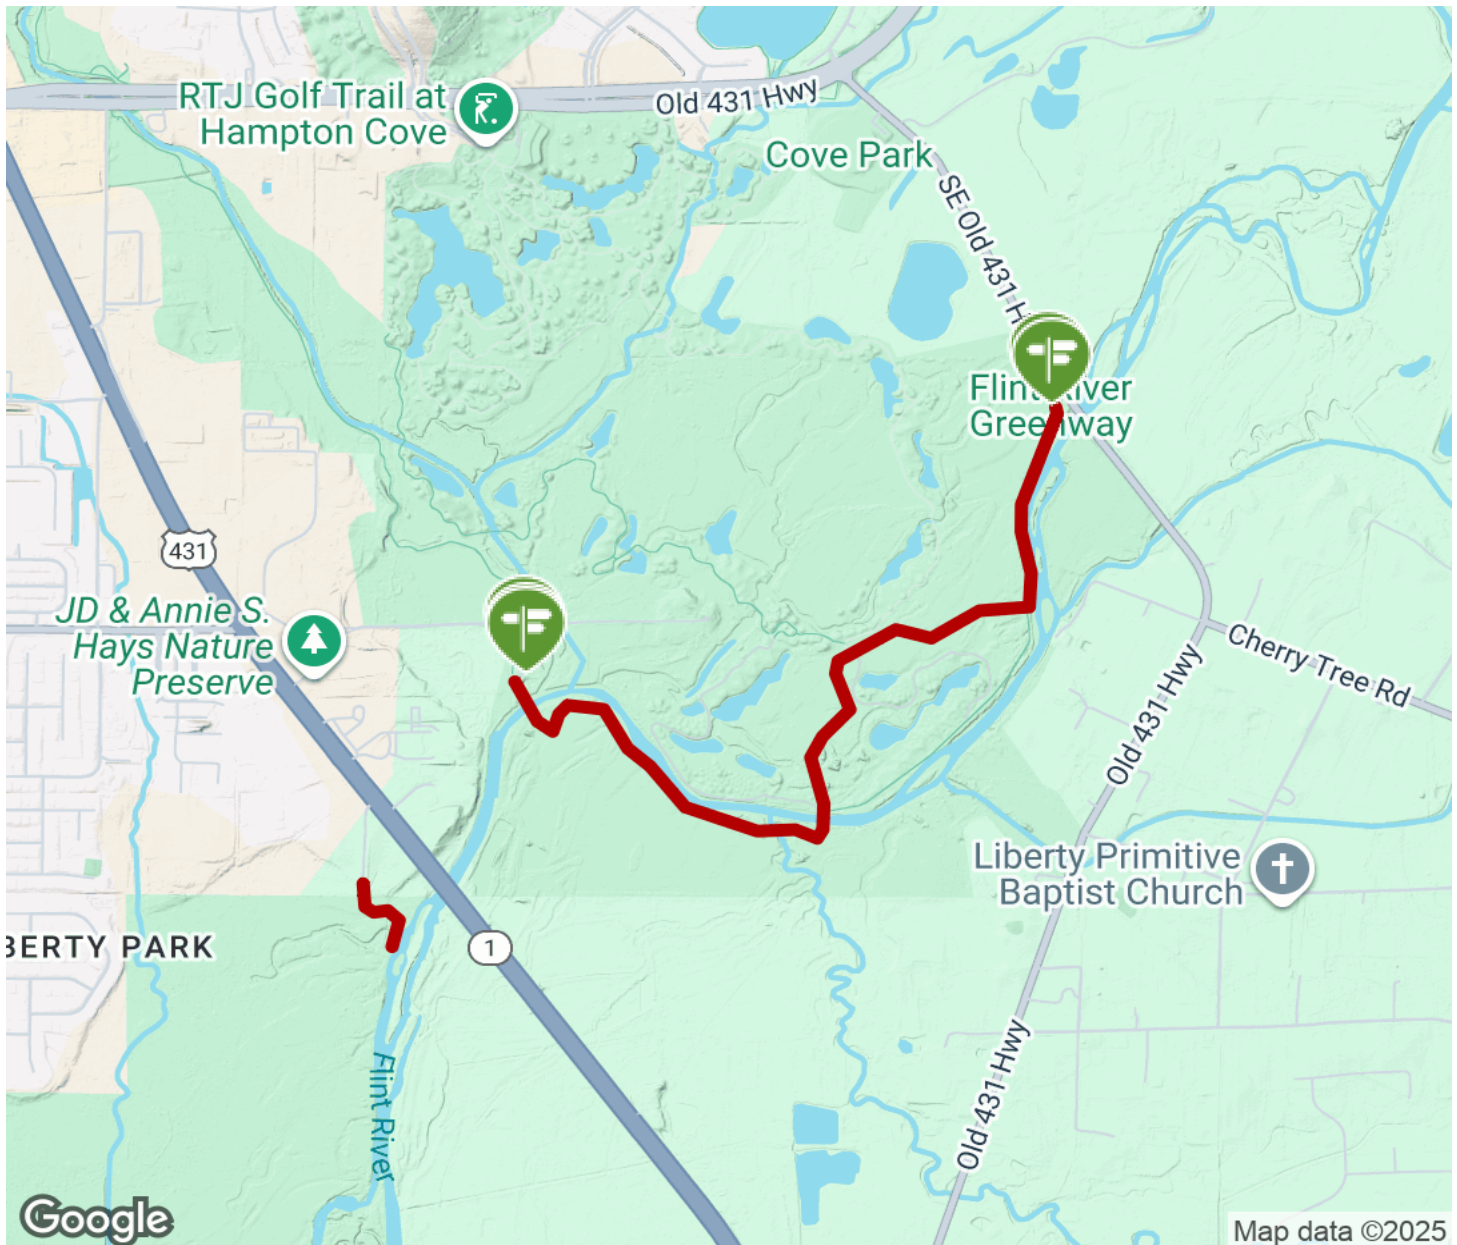 RTJ Golf Trail at
Hampton Cove
Old 431 Hwy
Cove Park
SE Old 431 H
Flint River
Greenway
431
JD & Annie S.
Hays Nature
Preserve
Cherry Tree Rd
Old 431 Hwy
Liberty Primitive
Baptist Church
BERTY PARK
1
Flint River
Old 431 Hwy
Google
Map data ©2025